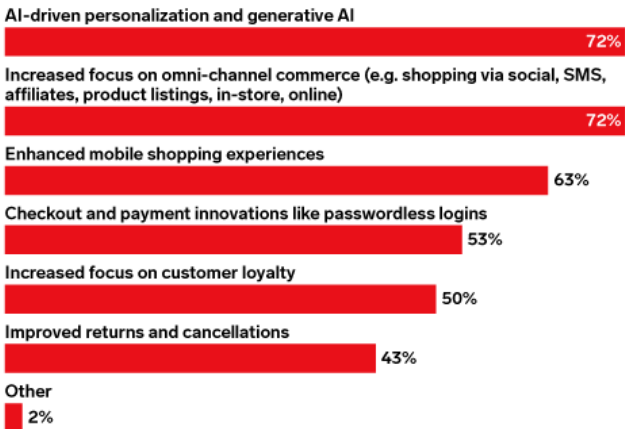 AI-driven personalization and generative AI
72%
Increased focus on omni-channel commerce (e.g. shopping via social, SMS,
affiliates, product listings, in-store, online)
72%
Enhanced mobile shopping experiences
63%
Checkout and payment innovations like passwordless logins
53%
Increased focus on customer loyalty
50%
Improved returns and cancellations
43%
Other
2%